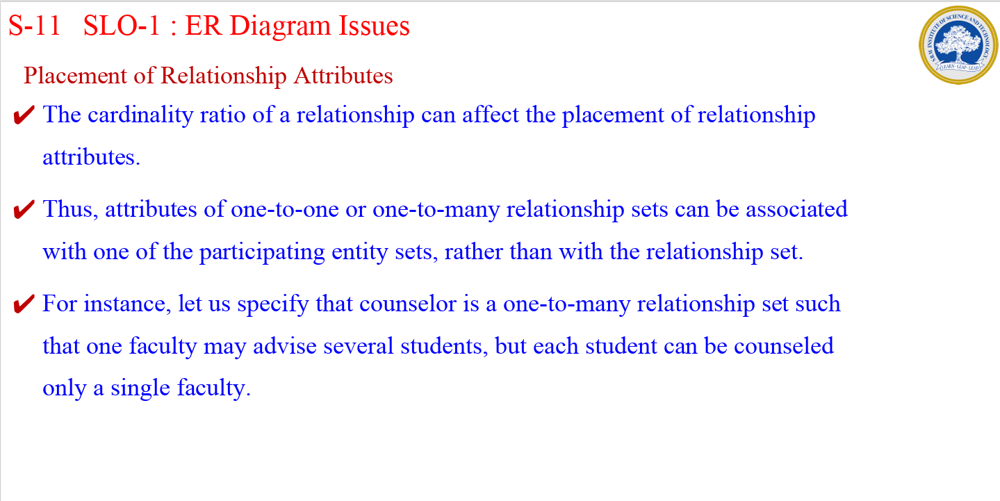 S-11 SLO-1 : ER Diagram Issues
SRM INSTITUTE OF SCIENCE AND TECHNOLOGY
LEARN - LEAP - LEAD
Placement of Relationship Attributes
✔ The cardinality ratio of a relationship can affect the placement of relationship
attributes.
✔ Thus, attributes of one-to-one or one-to-many relationship sets can be associated
with one of the participating entity sets, rather than with the relationship set.
✔ For instance, let us specify that counselor is a one-to-many relationship set such
that one faculty may advise several students, but each student can be counseled
only a single faculty.